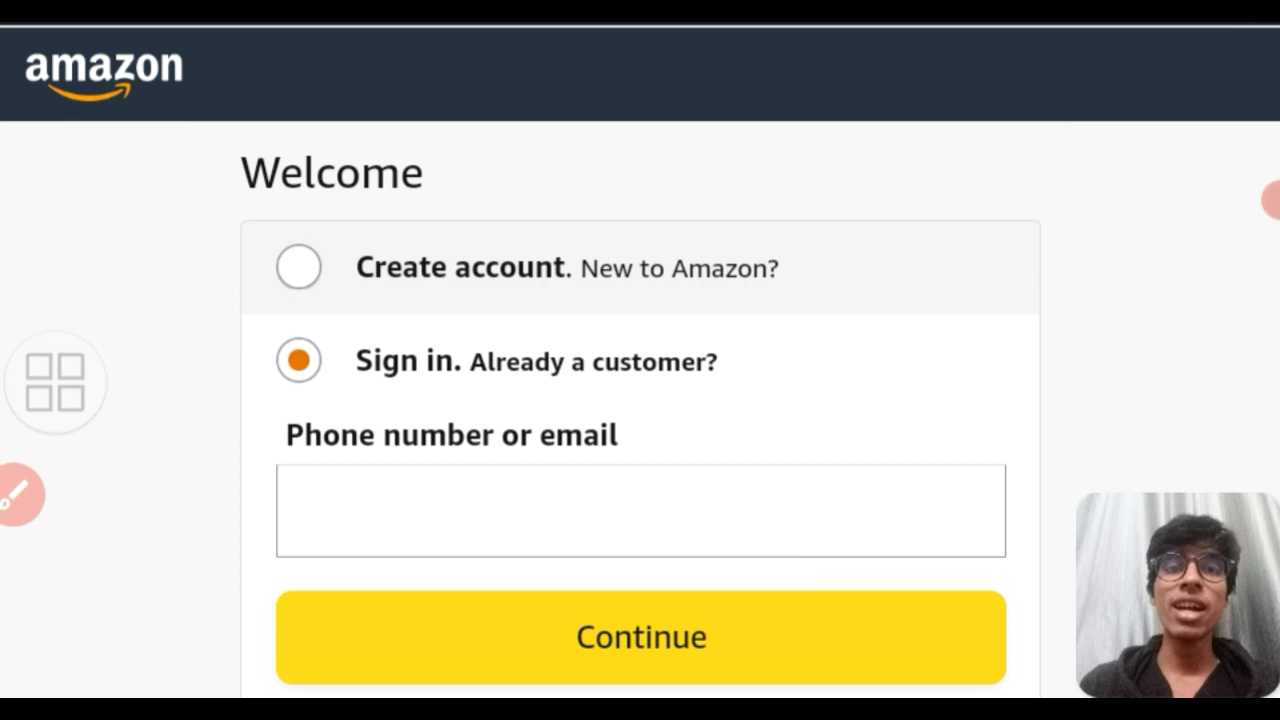 amazon
Welcome
Create account. New to Amazon?
Sign in. Already a customer?
Phone number or email
Continue